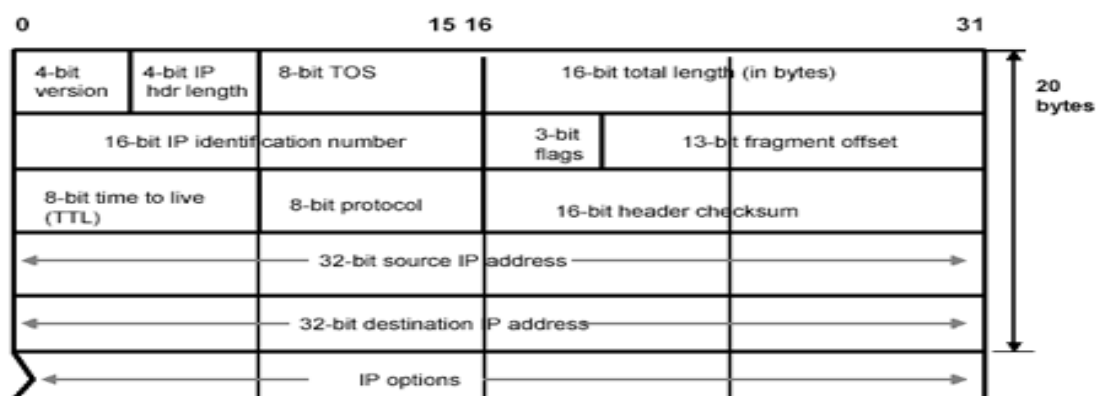 0 15 16 31
4-bit version
4-bit IP hdr length
8-bit TOS
16-bit total length (in bytes)
20 bytes
16-bit IP identification number
3-bit flags
13-bit fragment offset
8-bit time to live (TTL)
8-bit protocol
16-bit header checksum
32-bit source IP address
32-bit destination IP address
IP options